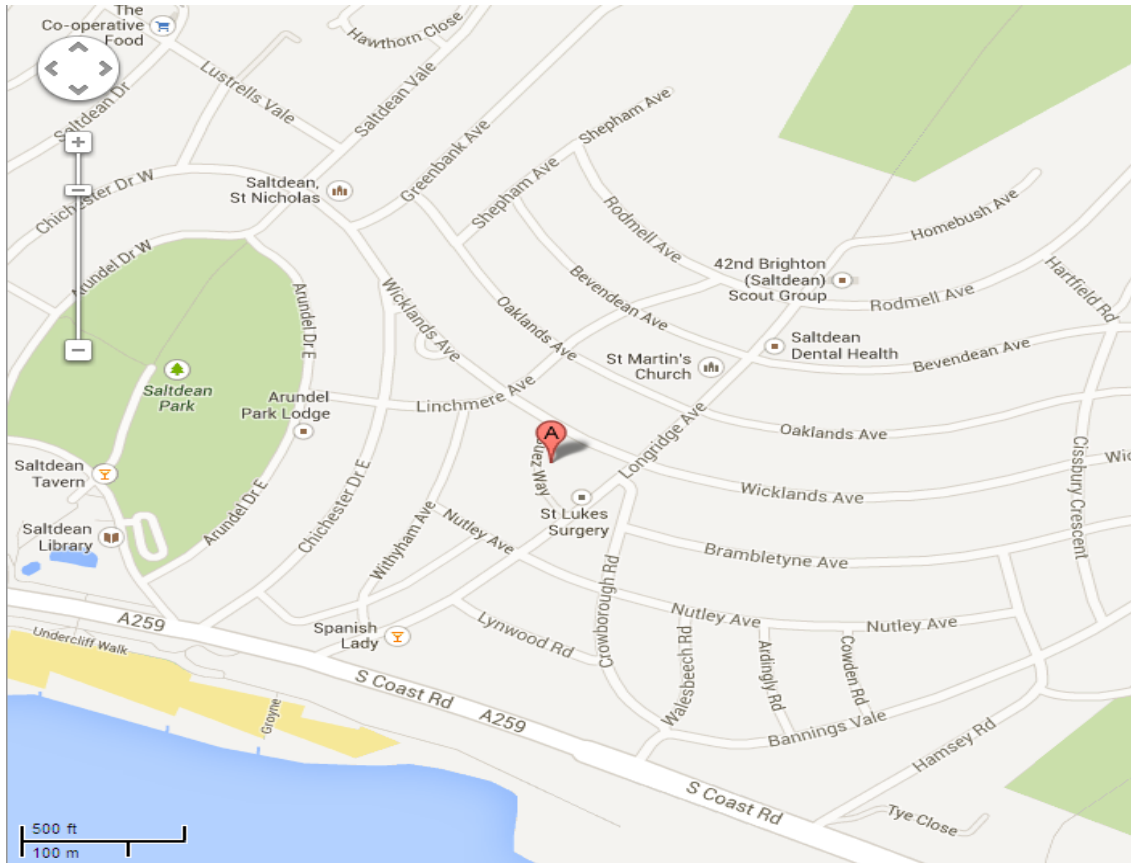 The
Co-operative
Food
Hawthorn Close
Lustrells Vale
Saltdean Vale
Saltdean Dr
Shepham Ave
Greenbank Ave
Saltdean,
St Nicholas
Chichester Dr W
Shepham Ave
Rodmell Ave
Homebush Ave
Arundel Dr W
42nd Brighton
(Saltdean)
Scout Group
Hartfield Rd
Rodmell Ave
Arundel Dr E
Wicklands Ave
Oaklands Ave
Bevendean Ave
Saltdean
Dental Health
Bevendean Ave
St Martin's
Church
Saltdean
Park
Arundel
Park Lodge
Linchmere Ave
Longridge Ave
Oaklands Ave
A
Saltdean
Tavern
Way
Wicklands Ave
Cissbury Crescent
Arundel Dr E
Chichester Dr E
Withyham Ave
Nutley Ave
St Lukes
Surgery
Saltdean
Library
Brambletyne Ave
Crowborough Rd
A259
Undercliff Walk
Spanish
Lady
Lynwood Rd
Nutley Ave
Nutley Ave
Walesbeech Rd
Ardingly Rd
Cowden Rd
Groyne
S Coast Rd
A259
Bannings Vale
Hamsey Rd
S Coast Rd
Tye Close
500 ft
100 m